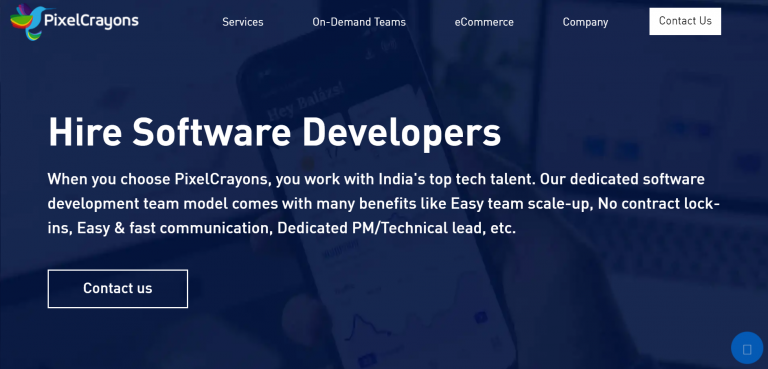 PixelCrayons
Services
On-Demand Teams
eCommerce
Company
Contact Us
Hey Balázs!
Hire Software Developers
When you choose PixelCrayons, you work with India's top tech talent. Our dedicated software
development team model comes with many benefits like Easy team scale-up, No contract lock-
ins, Easy & fast communication, Dedicated PM/Technical lead, etc.
Contact us